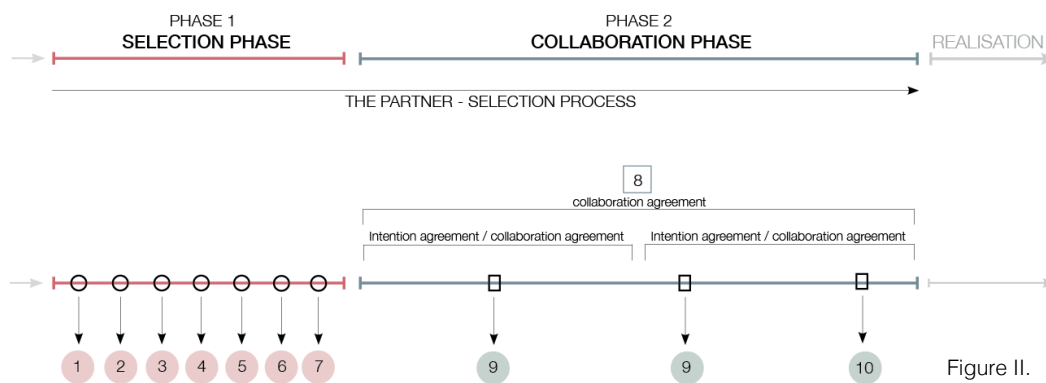 PHASE 1
SELECTION PHASE
PHASE 2
COLLABORATION PHASE
REALISATION
THE PARTNER - SELECTION PROCESS
8
collaboration agreement
Intention agreement / collaboration agreement
Intention agreement / collaboration agreement
1 2 3 4 5 6 7 9 9 10
Figure II.